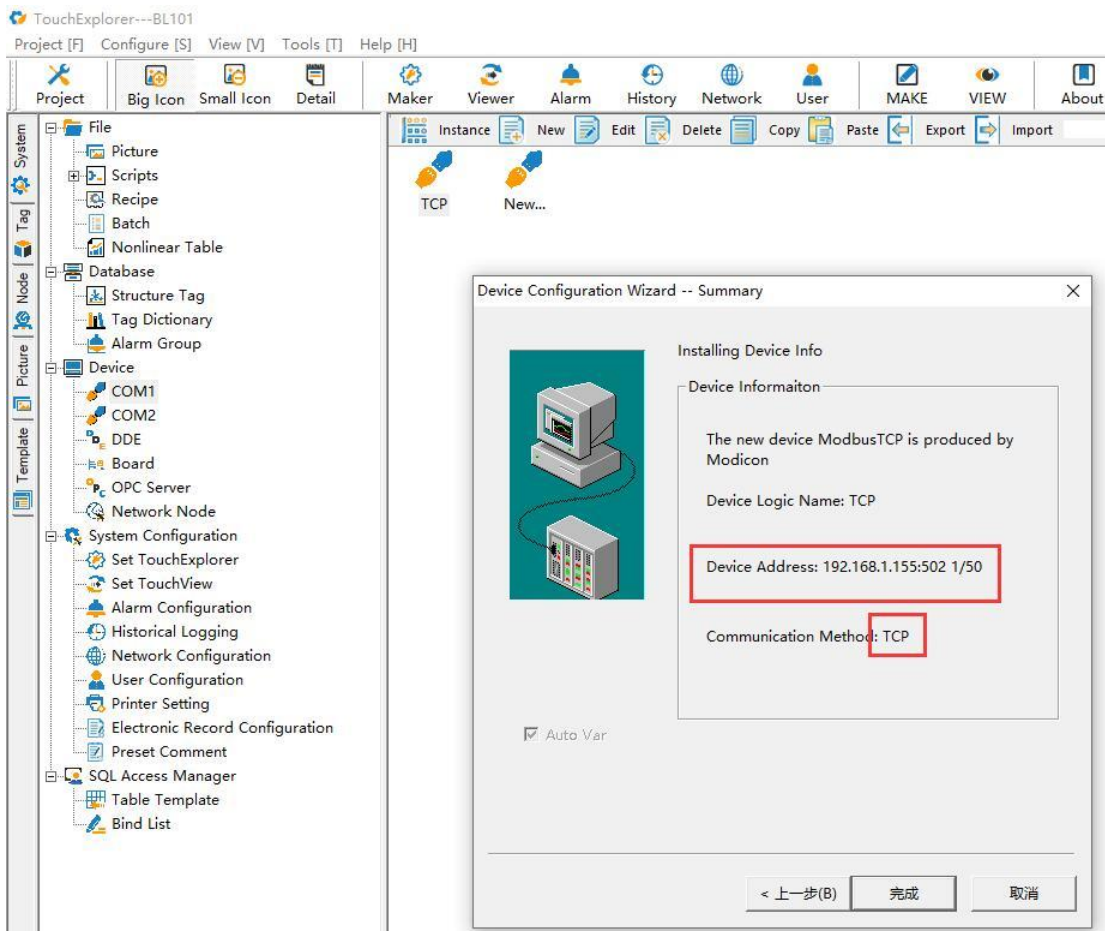 TouchExplorer---BL101
Project [F] Configure [S] View [V] Tools [T] Help [H]
Project Big Icon Small Icon Detail Maker Viewer Alarm History Network User MAKE VIEW About
Instance New Edit Delete Copy Paste Export Import
System
Tag
Node
Picture
Template
File
Picture
Scripts
Recipe
Batch
Nonlinear Table
Database
Structure Tag
Tag Dictionary
Alarm Group
Device
COM1
COM2
DDE
Board
OPC Server
Network Node
System Configuration
Set TouchExplorer
Set TouchView
Alarm Configuration
Historical Logging
Network Configuration
User Configuration
Printer Setting
Electronic Record Configuration
Preset Comment
SQL Access Manager
Table Template
Bind List
TCP New...
Device Configuration Wizard -- Summary
Installing Device Info
Device Informaiton
The new device ModbusTCP is produced by
Modicon
Device Logic Name: TCP
Device Address: 192.168.1.155:502 1/50
Communication Method: TCP
Auto Var
< 上一步(B) 完成 取消